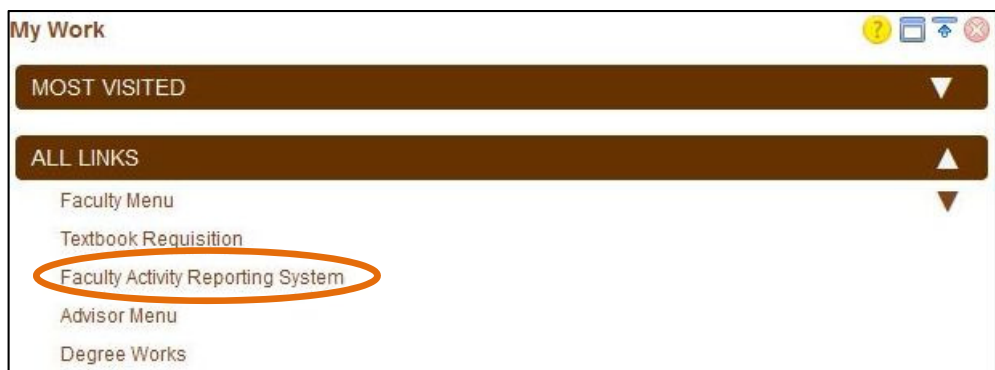 My Work
?
MOST VISITED
ALL LINKS
Faculty Menu
Textbook Requisition
Faculty Activity Reporting System
Advisor Menu
Degree Works